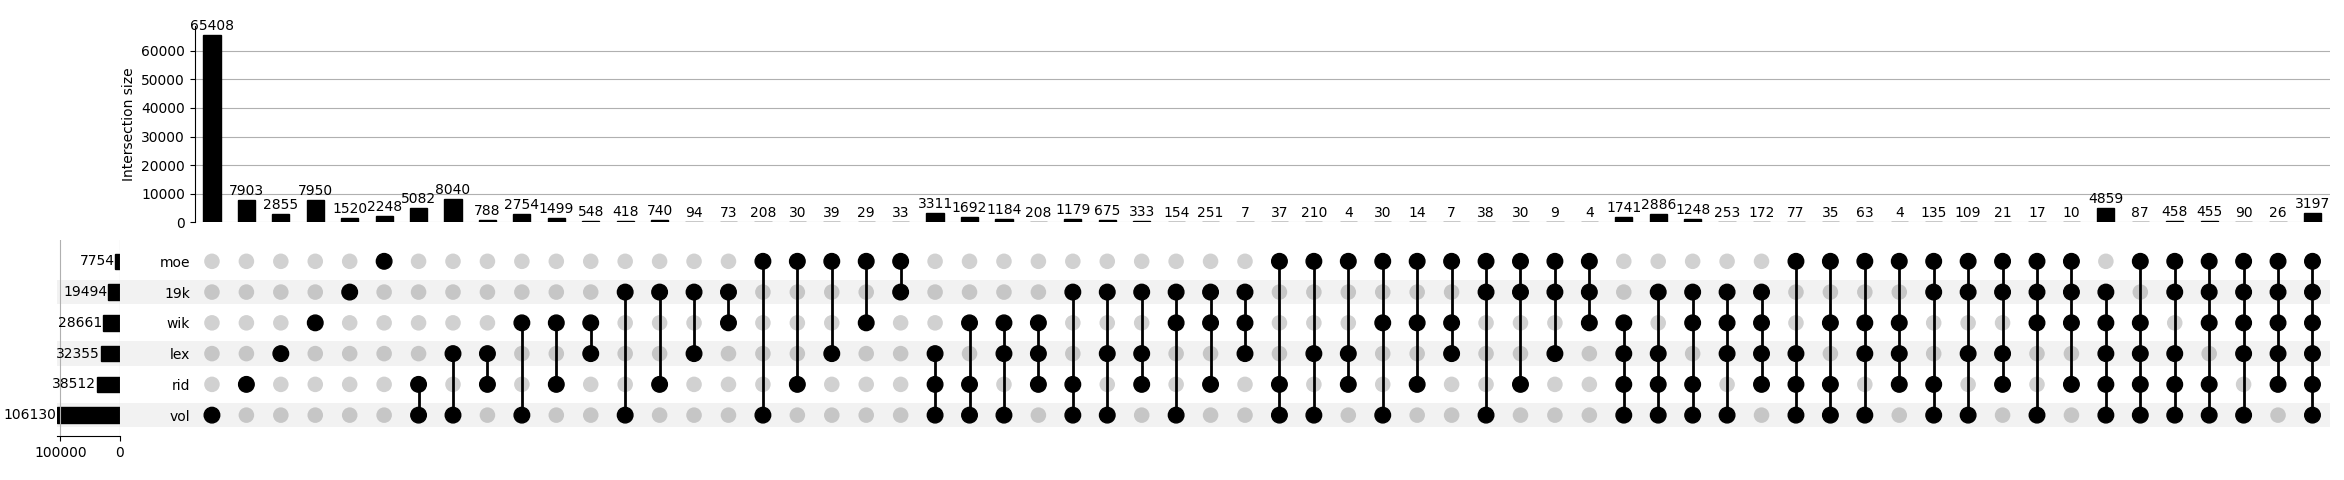 65408
60000
50000
40000
30000
20000
10000
0
Intersection size
7903 2855 7950 1520 2248 5082 8040 788 2754 1499 548 418 740 94 73 208 30 39 29 33 3311 1692 1184 208 1179 675 333 154 251 7 37 210 4 30 14 7 38 30 9 4 1741 2886 1248 253 172 77 35 63 4 135 109 21 17 10 4859 87 458 455 90 26 3197
7754 moe
19494 19k
28661 wik
32355 lex
38512 rid
106130 vol
100000 0